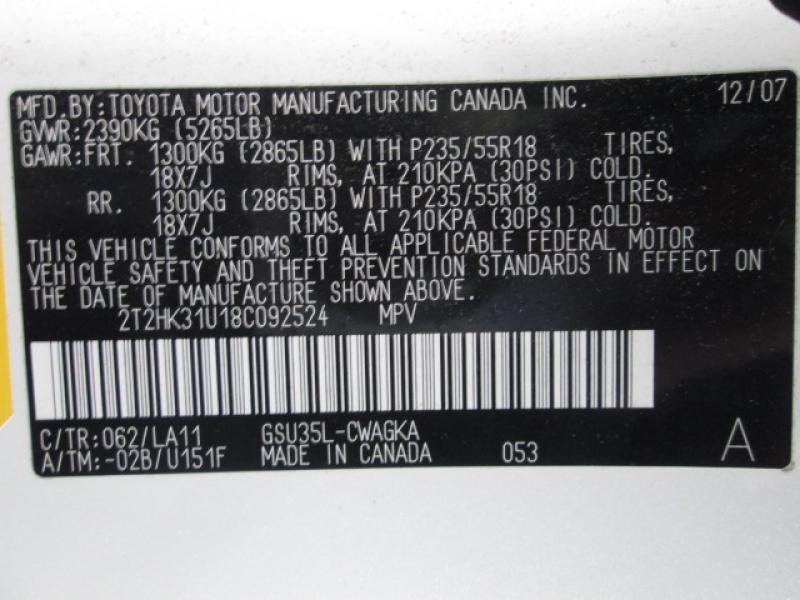 MFD.BY:TOYOTA MOTOR MANUFACTURING CANADA INC. 12/07
GVWR:2390KG (5265LB)
GAWR:FRT. 1300KG (2865LB) WITH P235/55R18 TIRES,
18X7J RIMS, AT 210KPA (30PSI) COLD.
RR. 1300KG (2865LB) WITH P235/55R18 TIRES,
18X7J RIMS, AT 210KPA (30PSI) COLD.
THIS VEHICLE CONFORMS TO ALL APPLICABLE FEDERAL MOTOR
VEHICLE SAFETY AND THEFT PREVENTION STANDARDS IN EFFECT ON
THE DATE OF MANUFACTURE SHOWN ABOVE.
2T2HK31U18C092524 MPV
C/TR:062/LA11 GSU35L-CWAGKA
A/TM:-02B/U151F MADE IN CANADA 053 A